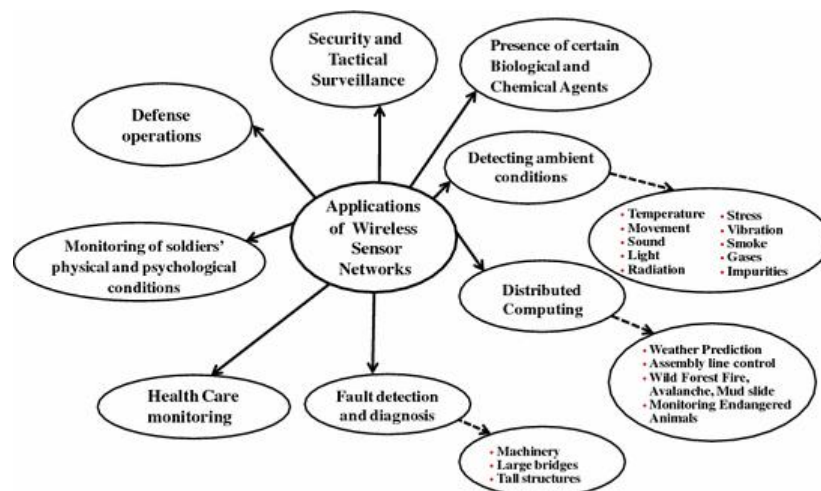 Security and
Tactical
Surveillance
Presence of certain
Biological and
Chemical Agents
Defense
operations
Detecting ambient
conditions
Applications
of Wireless
Sensor
Networks
• Temperature
• Movement
• Sound
• Light
• Radiation
• Stress
• Vibration
• Smoke
• Gases
• Impurities
Monitoring of soldiers'
physical and psychological
conditions
Distributed
Computing
• Weather Prediction
• Assembly line control
• Wild Forest Fire,
Avalanche, Mud slide
• Monitoring Endangered
Animals
Health Care
monitoring
Fault detection
and diagnosis
• Machinery
• Large bridges
• Tall structures